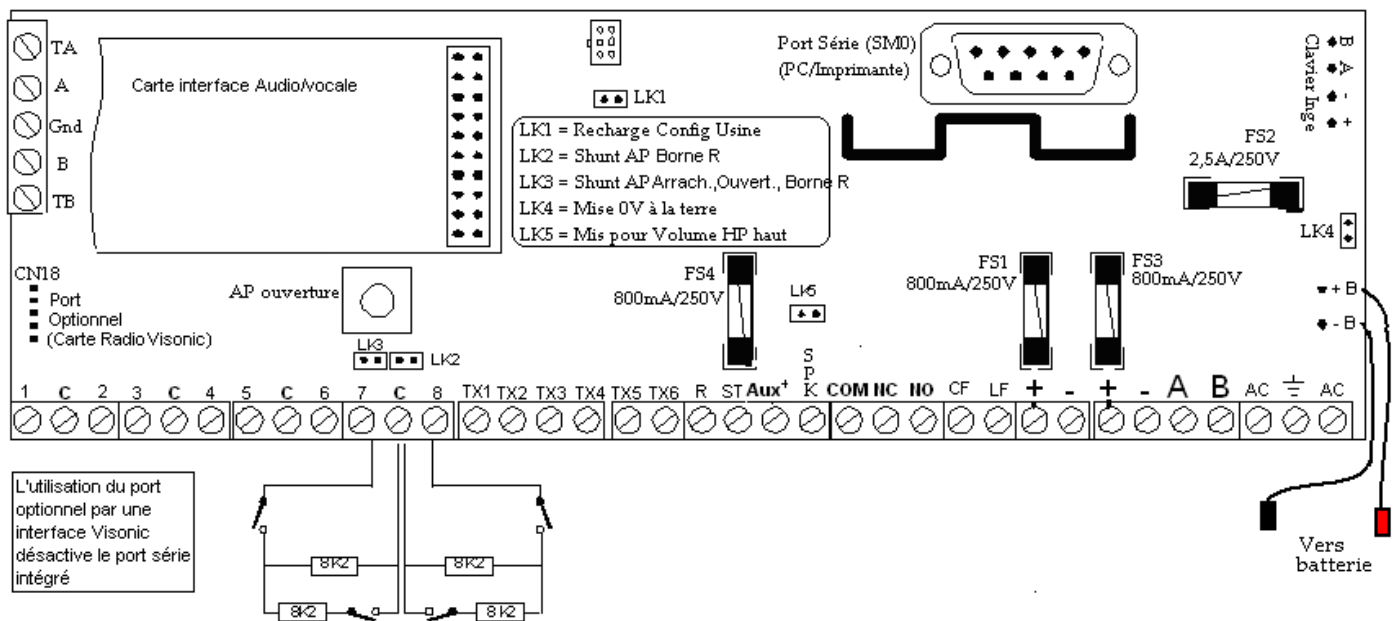 TA
A
Gnd
B
TB
Carte interface Audio/vocale
LK1
LK1 = Recharge Config Usine
LK2 = Shunt AP Borne R
LK3 = Shunt AP Arrach.,Ouvert., Borne R
LK4 = Mise 0V à la terre
LK5 = Mis pour Volume HP haut
Port Série (SM0)
(PC/Imprimante)
B
A
-
+
Clavier Inge
FS2
2,5A/250V
LK4
CN18
Port
Optionnel
(Carte Radio Visonic)
AP ouverture
LK3
LK2
FS4
800mA/250V
LK5
FS1
800mA/250V
FS3
800mA/250V
+ B
- B
1 C 2 3 C 4 5 C 6 7 C 8 TX1 TX2 TX3 TX4 TX5 TX6 R ST Aux+ SPK COM NC NO CF LF + - + - A B AC AC
L'utilisation du port
optionnel par une
interface Visonic
désactive le port série
intégré
8K2
8K2
8K2
8K2
Vers
batterie